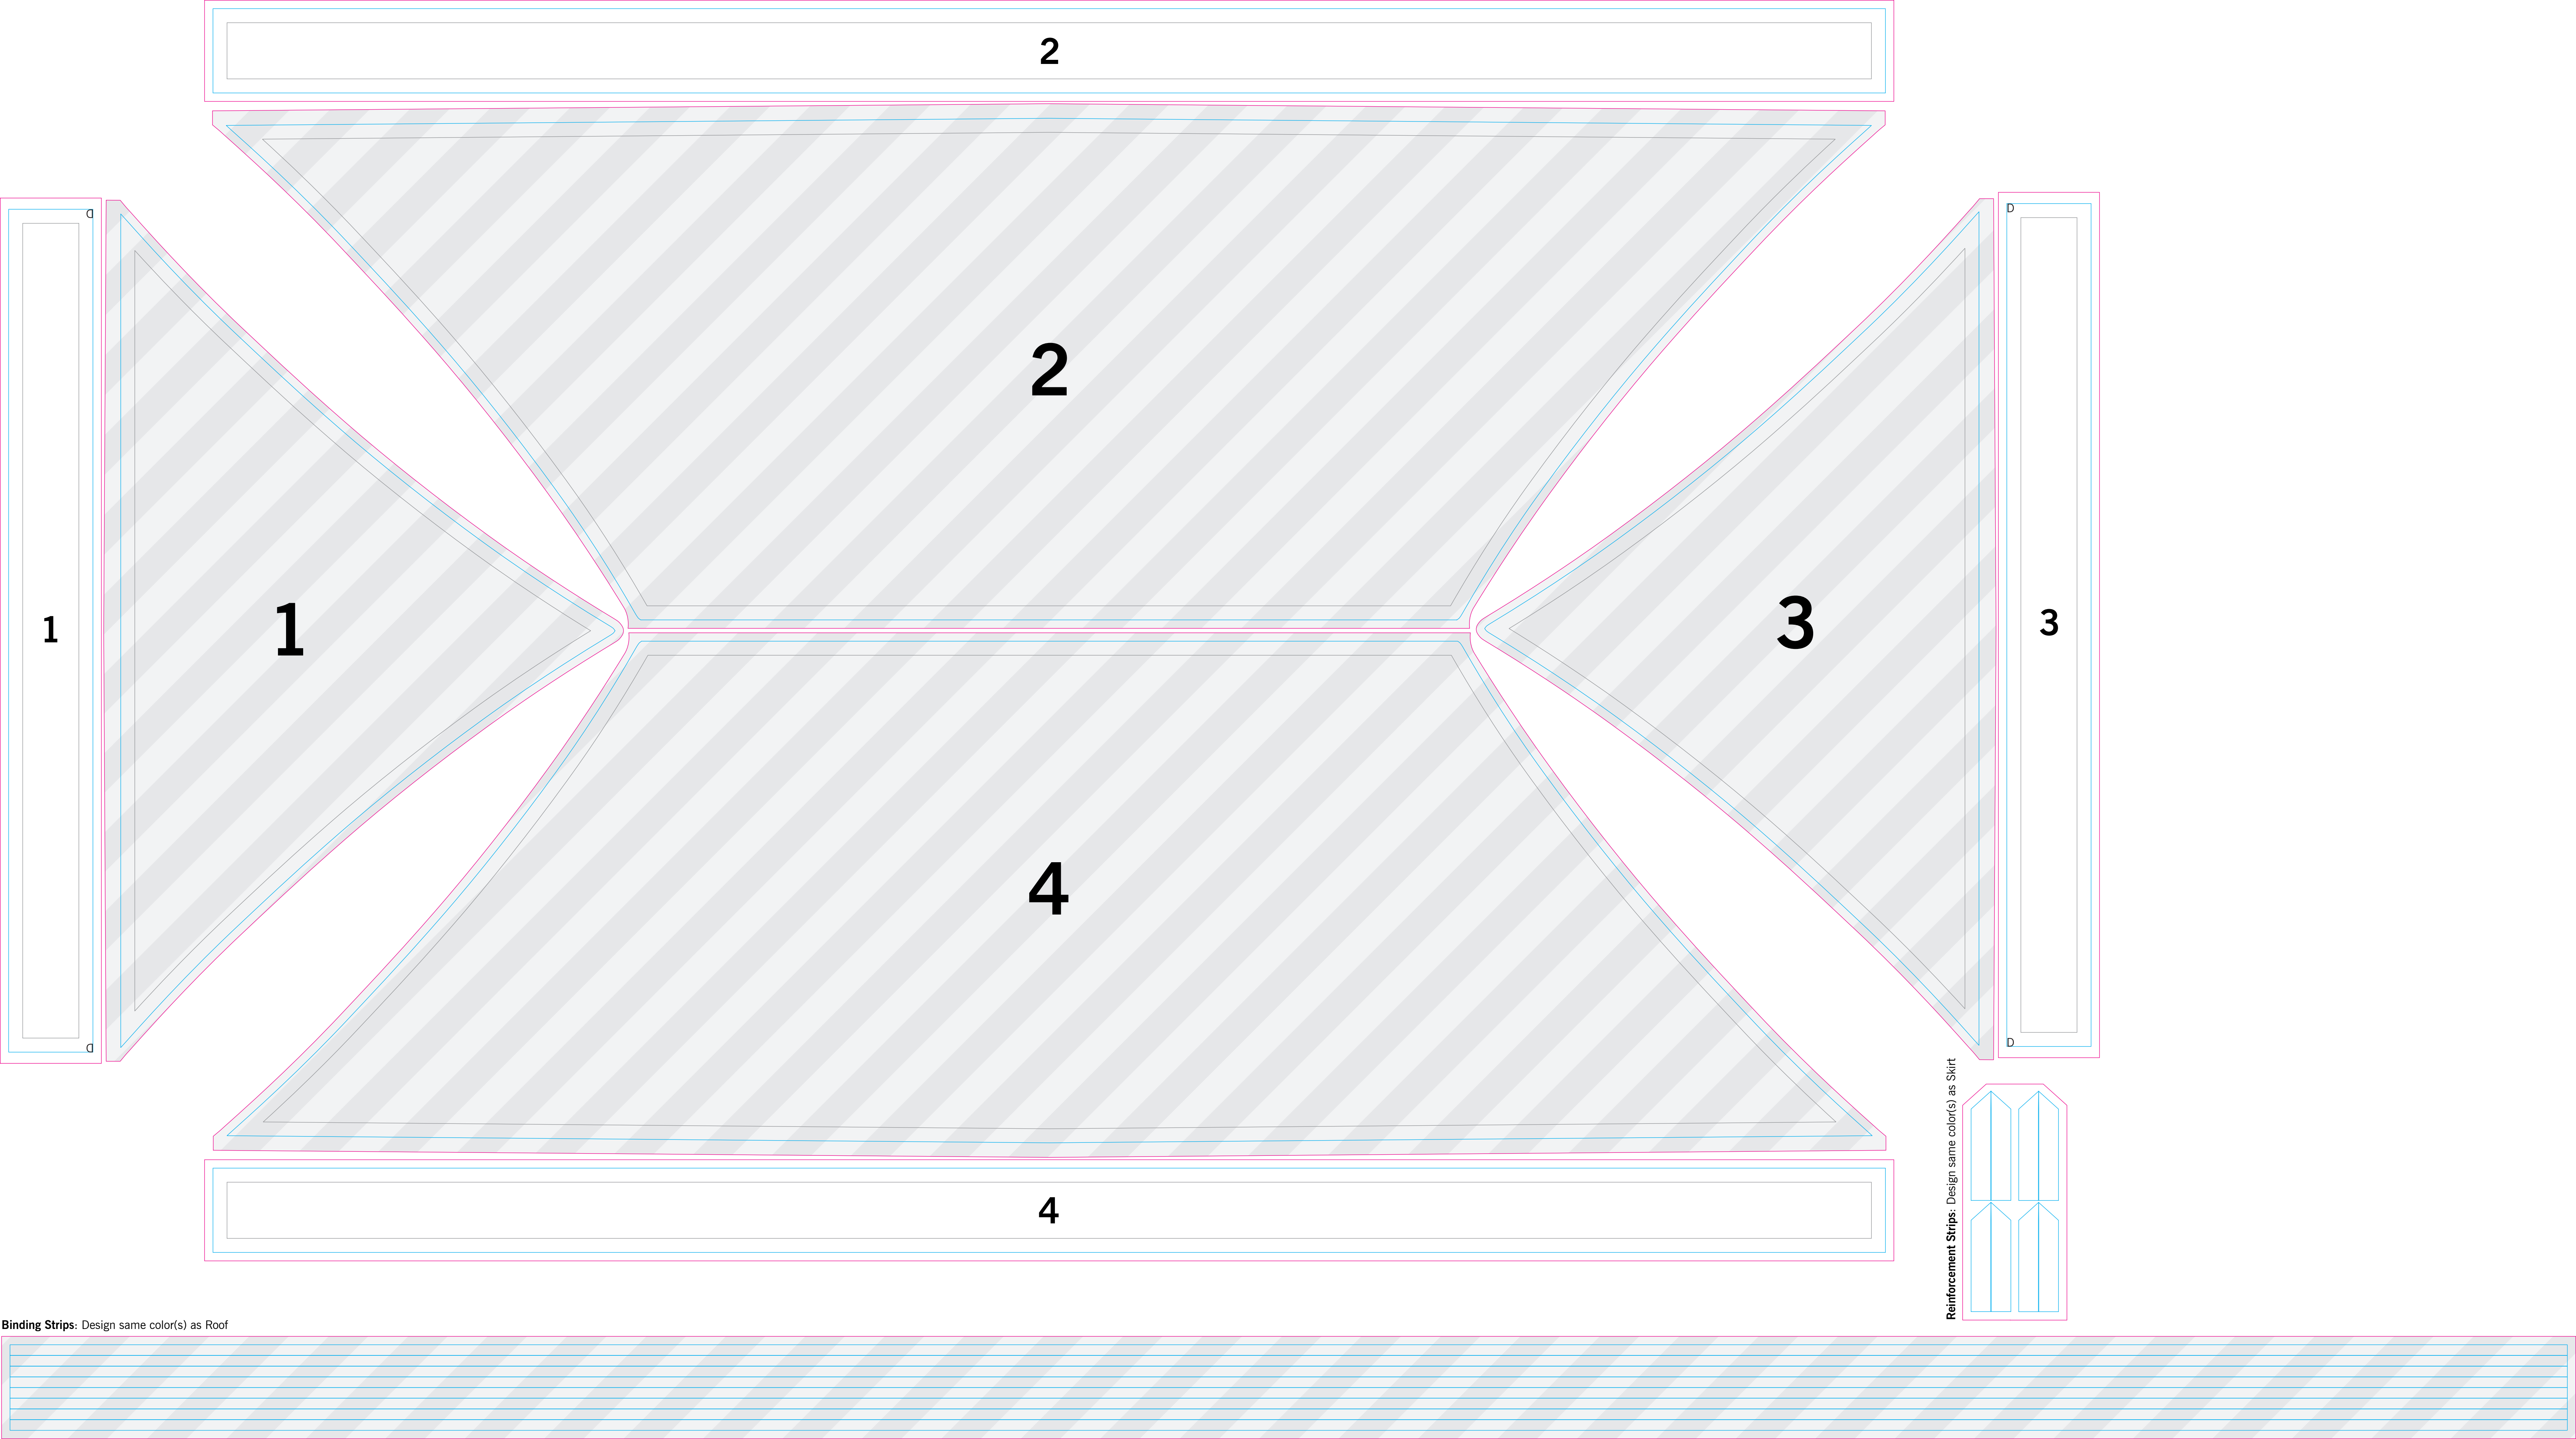 2
2
D
D
1
1
3
3
D
D
4
4
Reinforcement Strips: Design same color(s) as Skirt
Binding Strips: Design same color(s) as Roof